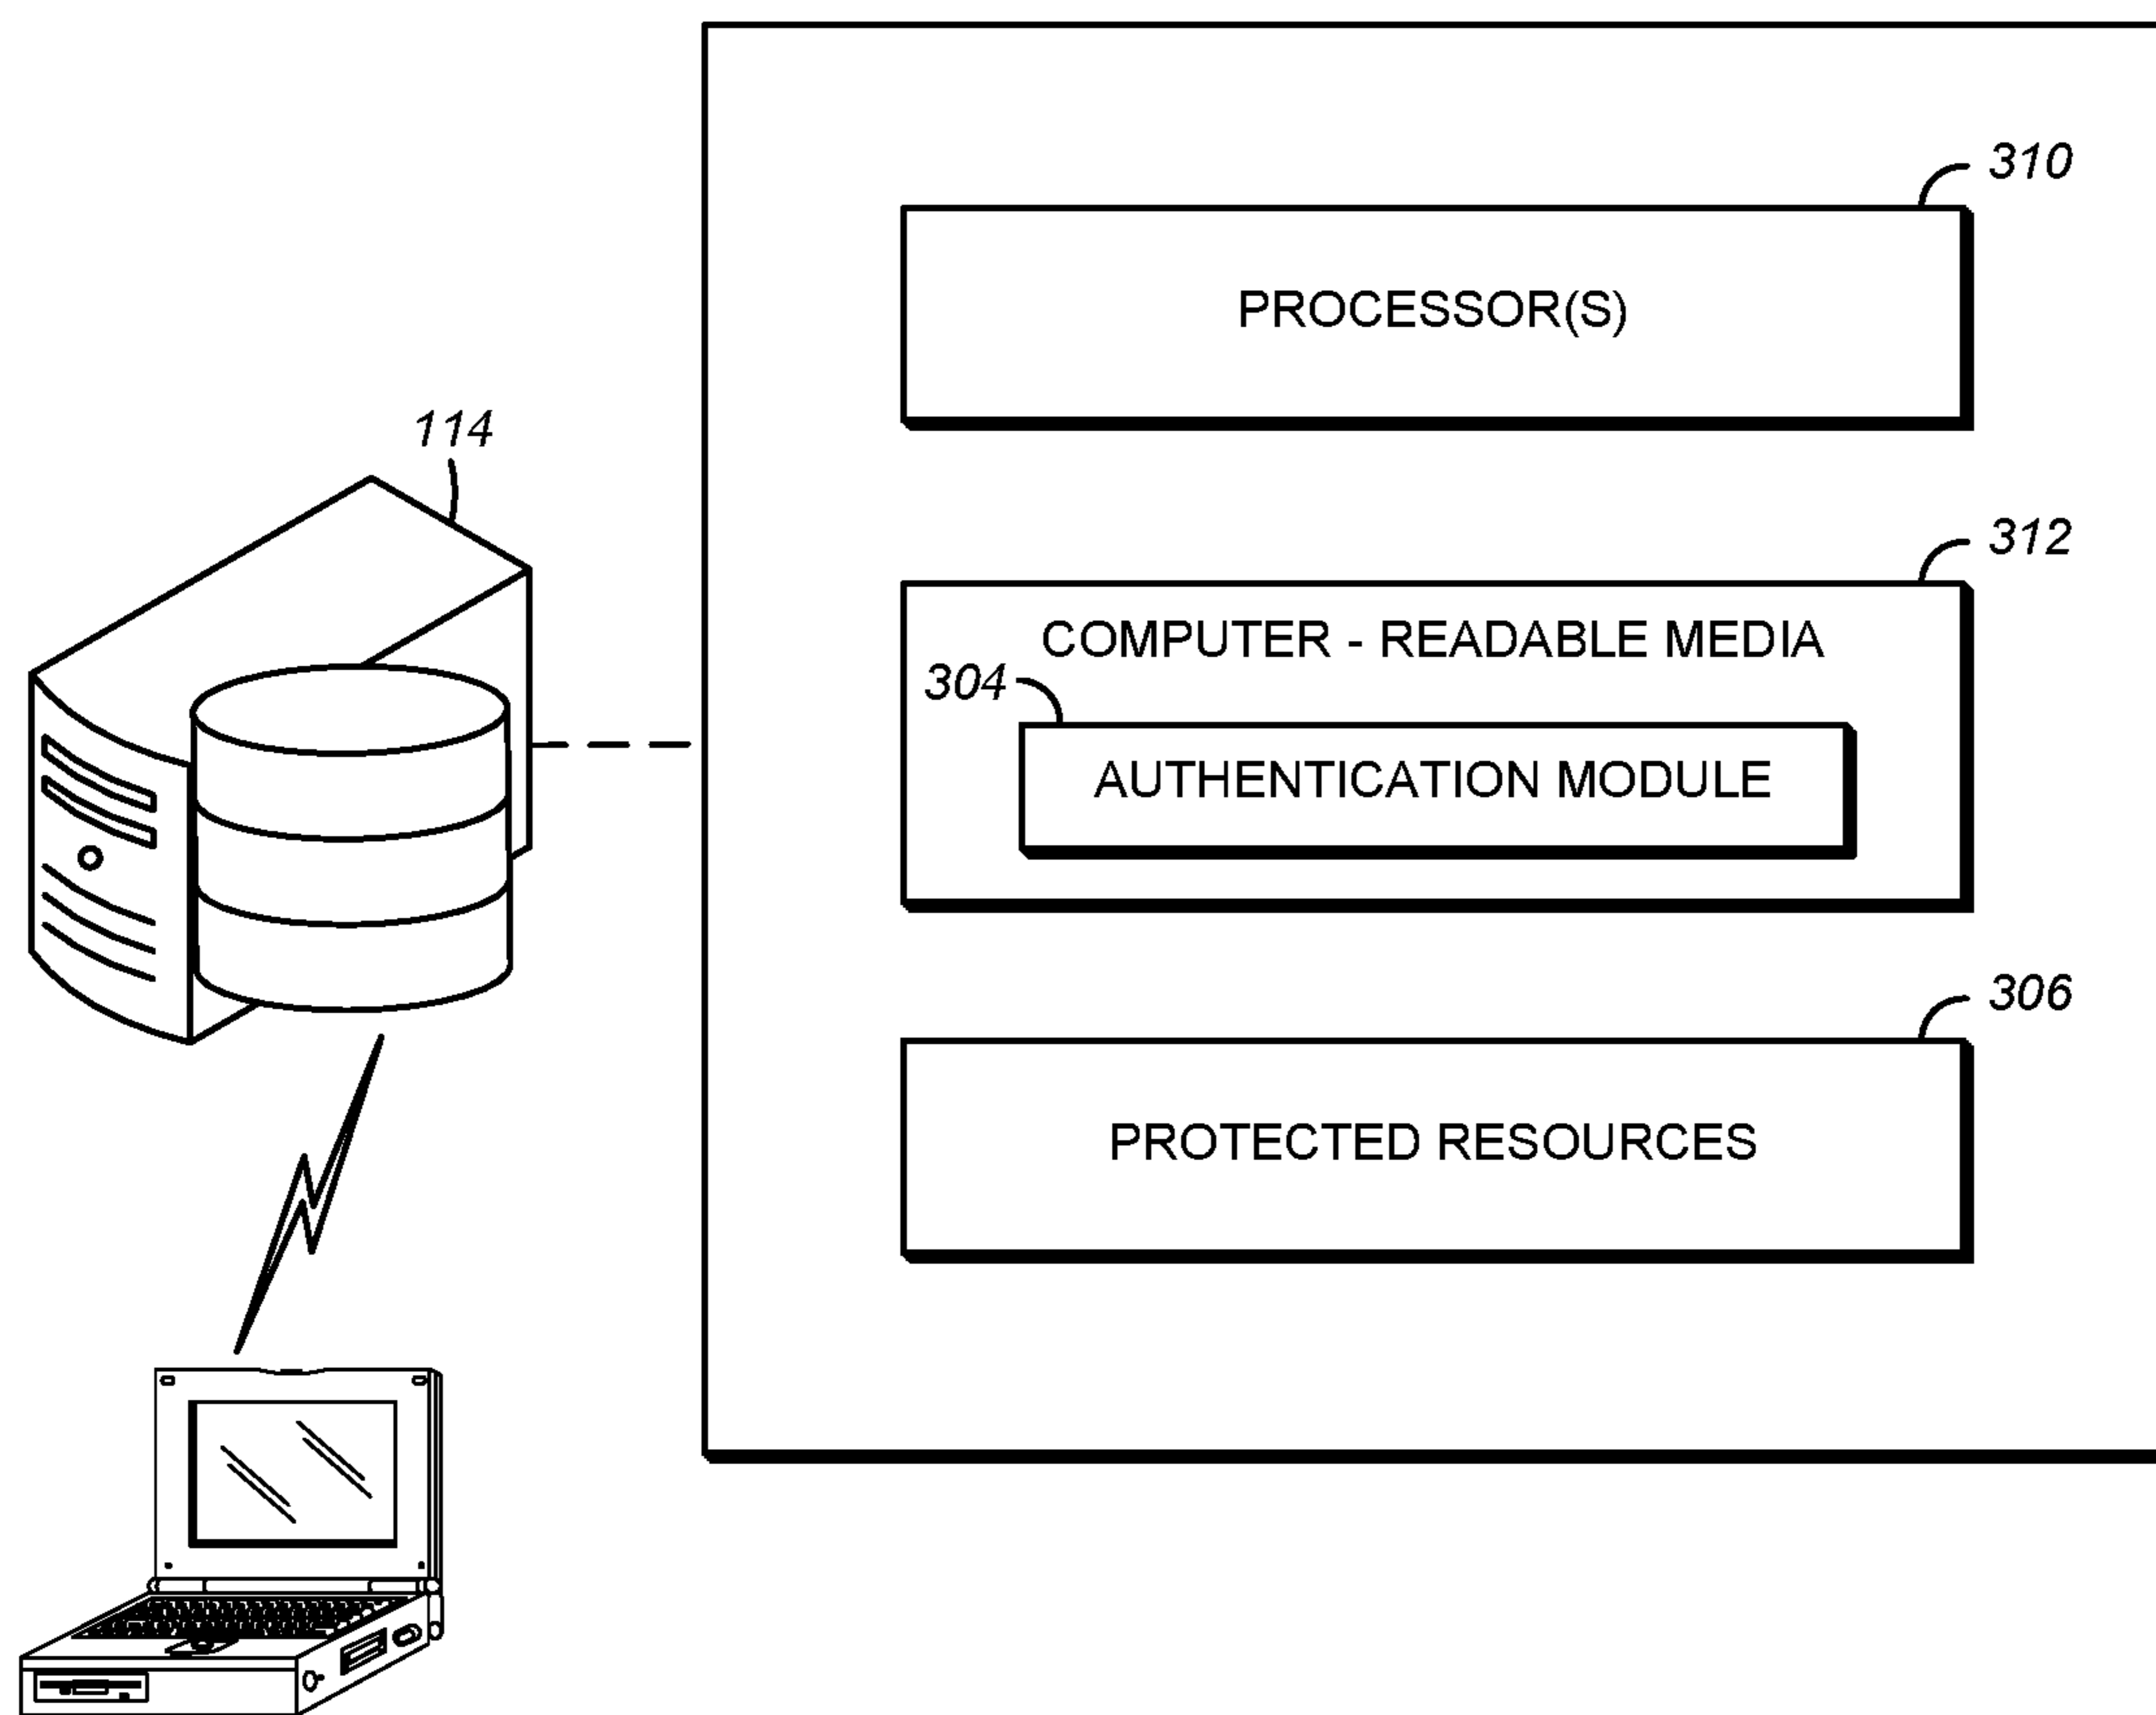 310
PROCESSOR(S)
114
312
COMPUTER - READABLE MEDIA
304
AUTHENTICATION MODULE
306
PROTECTED RESOURCES